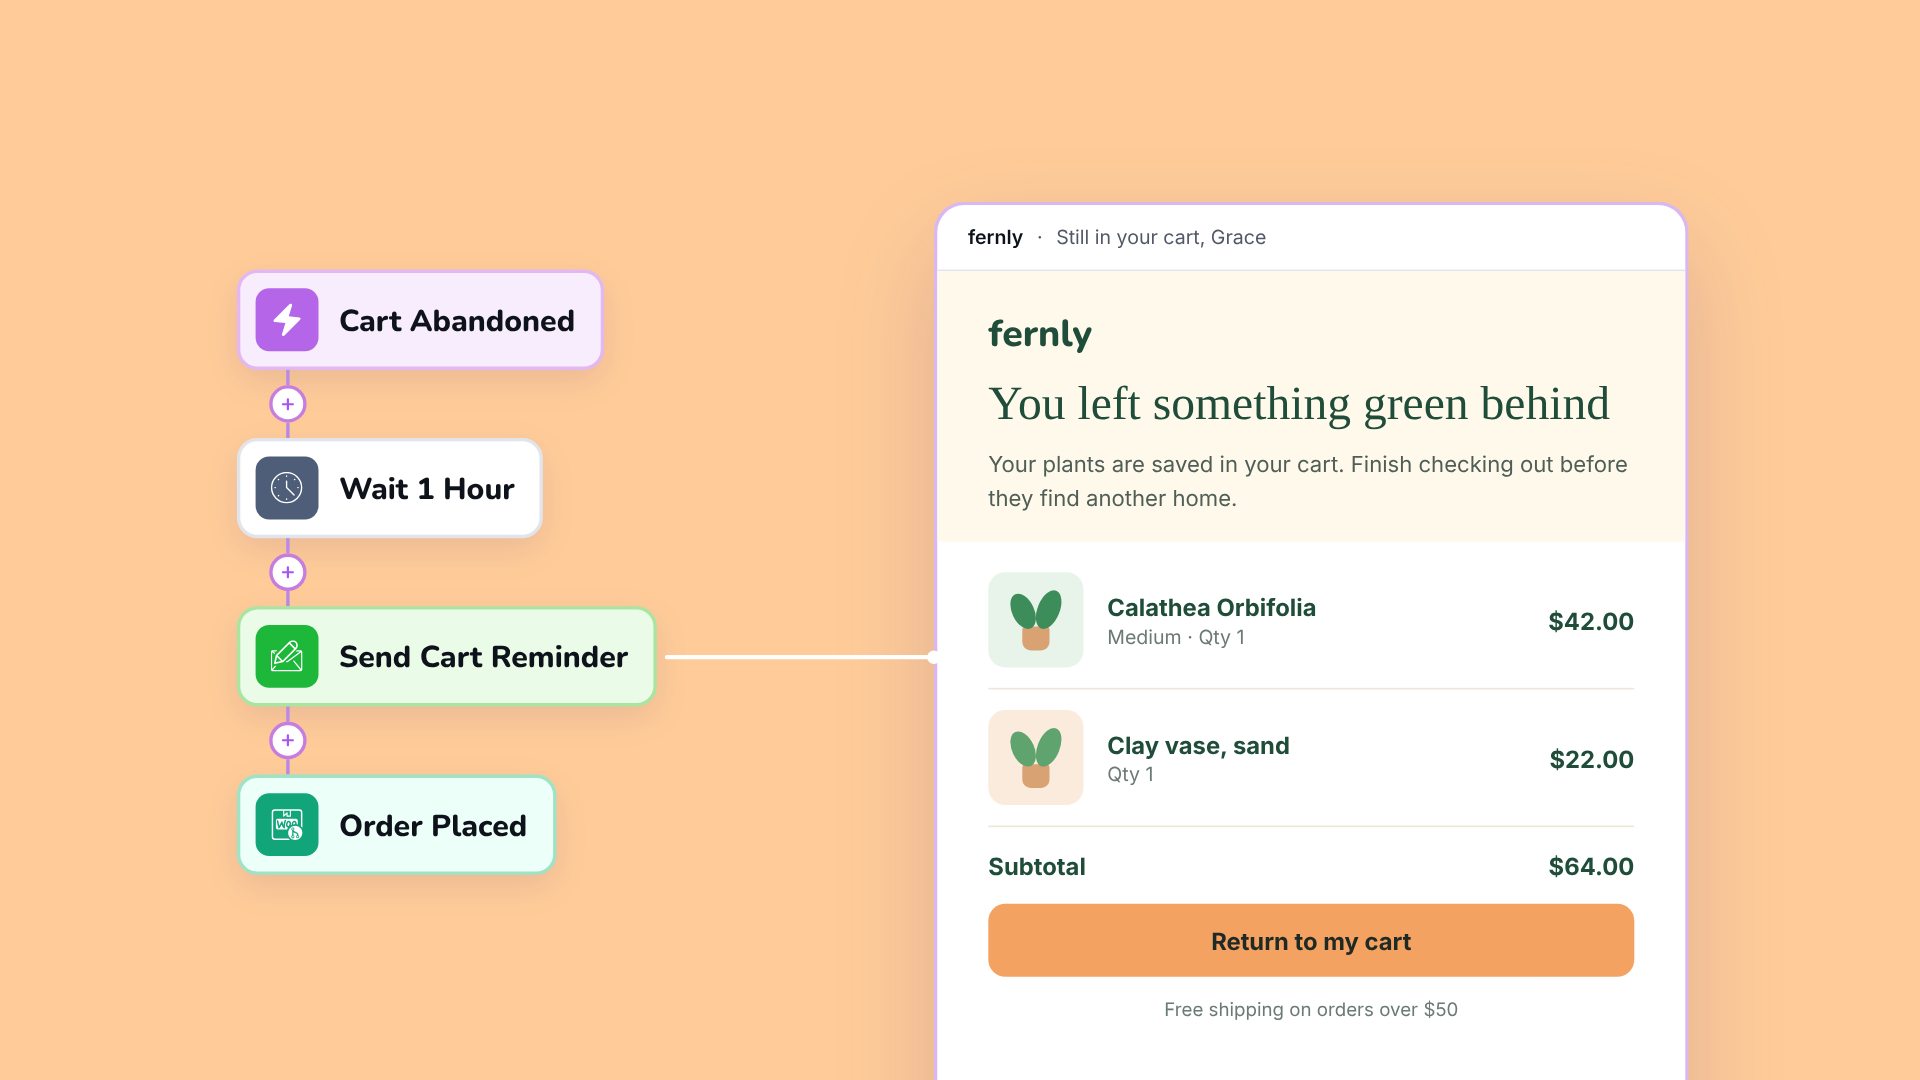 Cart Abandoned
Wait 1 Hour
Send Cart Reminder
Woo
Order Placed
fernly · Still in your cart, Grace
fernly
You left something green behind
Your plants are saved in your cart. Finish checking out before
they find another home.
Calathea Orbifolia
Medium · Qty 1
$42.00
Clay vase, sand
Qty 1
$22.00
Subtotal
$64.00
Return to my cart
Free shipping on orders over $50